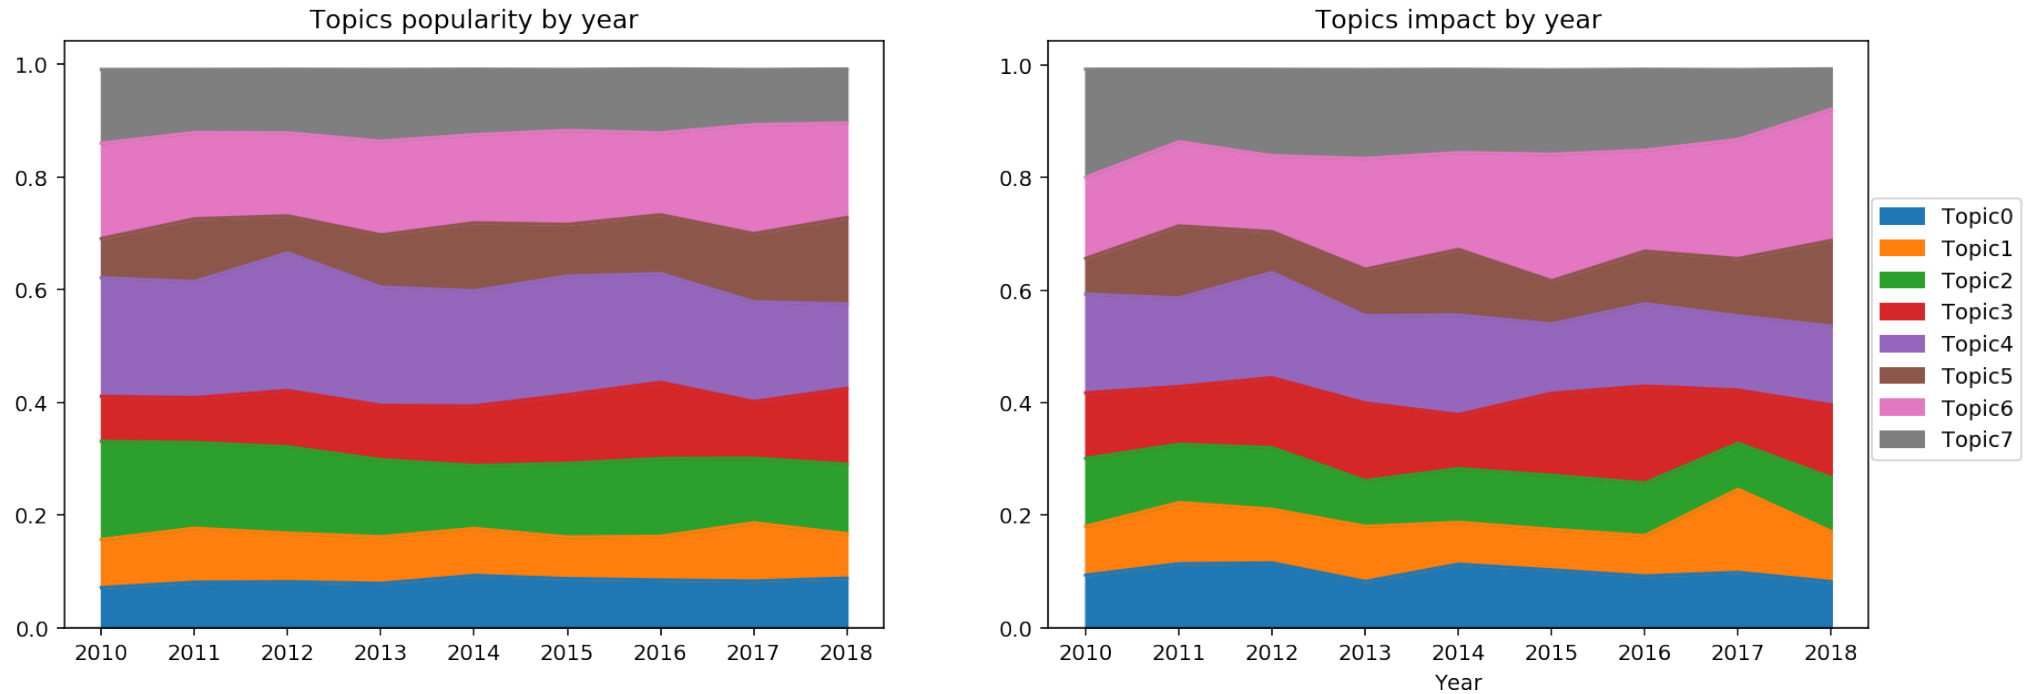 Topics popularity by year
1.0
0.8
0.6
0.4
0.2
0.0
2010 2011 2012 2013 2014 2015 2016 2017 2018
Topics impact by year
1.0
0.8
0.6
0.4
0.2
0.0
2010 2011 2012 2013 2014 2015 2016 2017 2018
Year
Topic0
Topic1
Topic2
Topic3
Topic4
Topic5
Topic6
Topic7